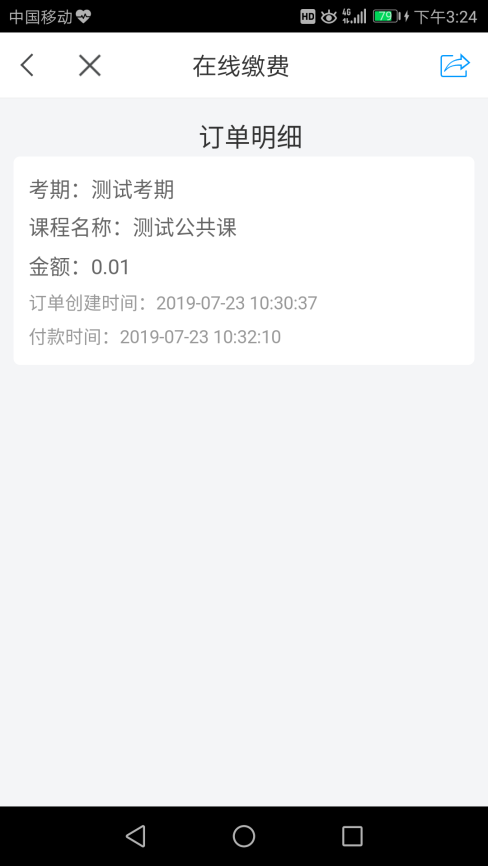 中国移动 HD 4G 79 下午3:24
在线缴费
订单明细
考期：测试考期
课程名称：测试公共课
金额：0.01
订单创建时间：2019-07-23 10:30:37
付款时间：2019-07-23 10:32:10